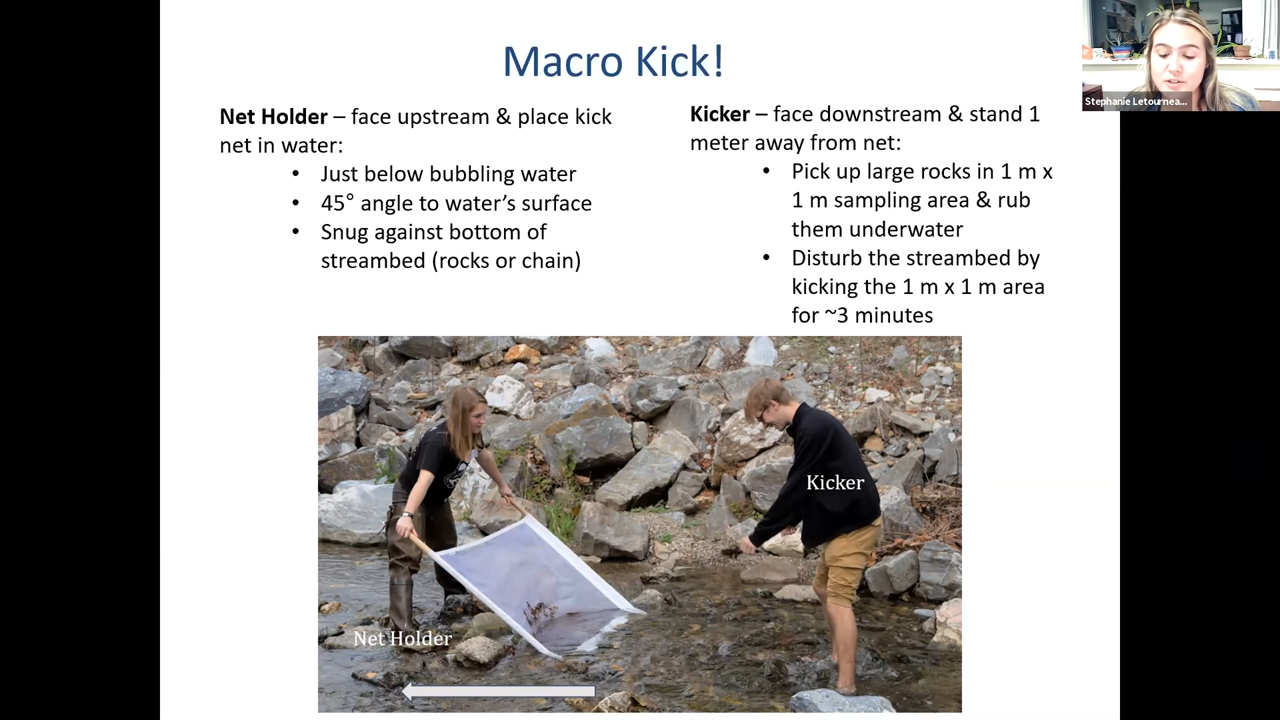 Macro Kick!
Net Holder – face upstream & place kick
net in water:
• Just below bubbling water
• 45° angle to water's surface
• Snug against bottom of
streambed (rocks or chain)
Kicker – face downstream & stand 1
meter away from net:
• Pick up large rocks in 1 m x
1 m sampling area & rub
them underwater
• Disturb the streambed by
kicking the 1 m x 1 m area
for ~3 minutes
Kicker
Net Holder
Stephanie Letournea...